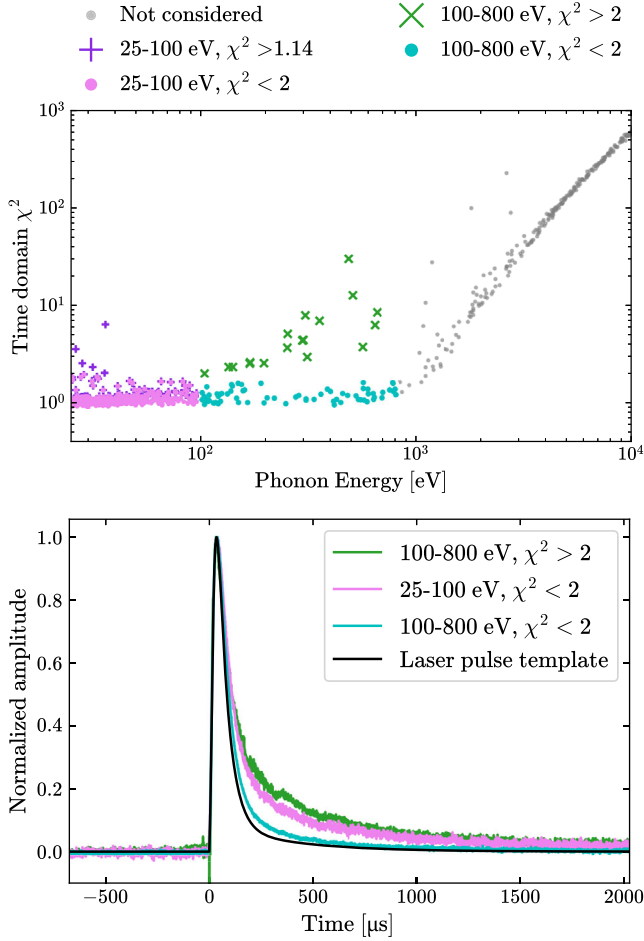 Not considered
25-100 eV, χ² >1.14
25-100 eV, χ² < 2
100-800 eV, χ² > 2
100-800 eV, χ² < 2
10³
10²
10¹
10⁰
Time domain χ²
10² 10³ 10⁴
Phonon Energy [eV]
1.0
0.8
0.6
0.4
0.2
0.0
Normalized amplitude
100-800 eV, χ² > 2
25-100 eV, χ² < 2
100-800 eV, χ² < 2
Laser pulse template
−500 0 500 1000 1500 2000
Time [µs]